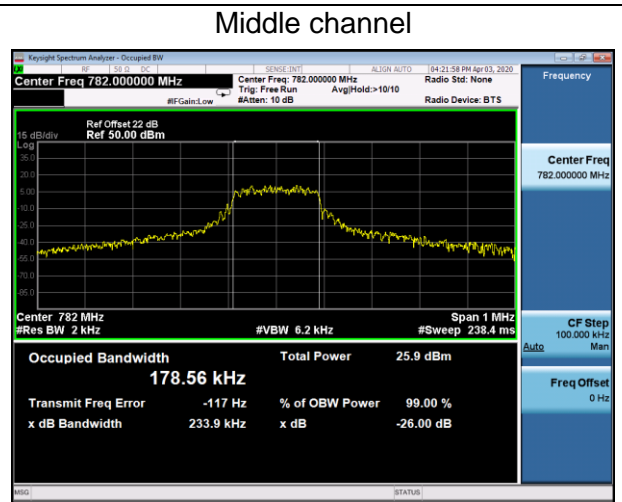 Middle channel
Keysight Spectrum Analyzer - Occupied BW
RF 50 Ω DC SENSE:INT ALIGN AUTO 04:21:58 PM Apr 03, 2020
Center Freq 782.000000 MHz
Center Freq: 782.000000 MHz Radio Std: None
Trig: Free Run Avg|Hold:>10/10
#IFGain:Low #Atten: 10 dB Radio Device: BTS
Frequency
Ref Offset 22 dB
15 dB/div Ref 50.00 dBm
Log
35.0
20.0
5.00
-10.0
-25.0
-40.0
-55.0
-70.0
-85.0
Center 782 MHz Span 1 MHz
#Res BW 2 kHz #VBW 6.2 kHz #Sweep 238.4 ms
Center Freq
782.000000 MHz
CF Step
100.000 kHz
Auto Man
Freq Offset
0 Hz
Occupied Bandwidth Total Power 25.9 dBm
178.56 kHz
Transmit Freq Error -117 Hz % of OBW Power 99.00 %
x dB Bandwidth 233.9 kHz x dB -26.00 dB
MSG STATUS